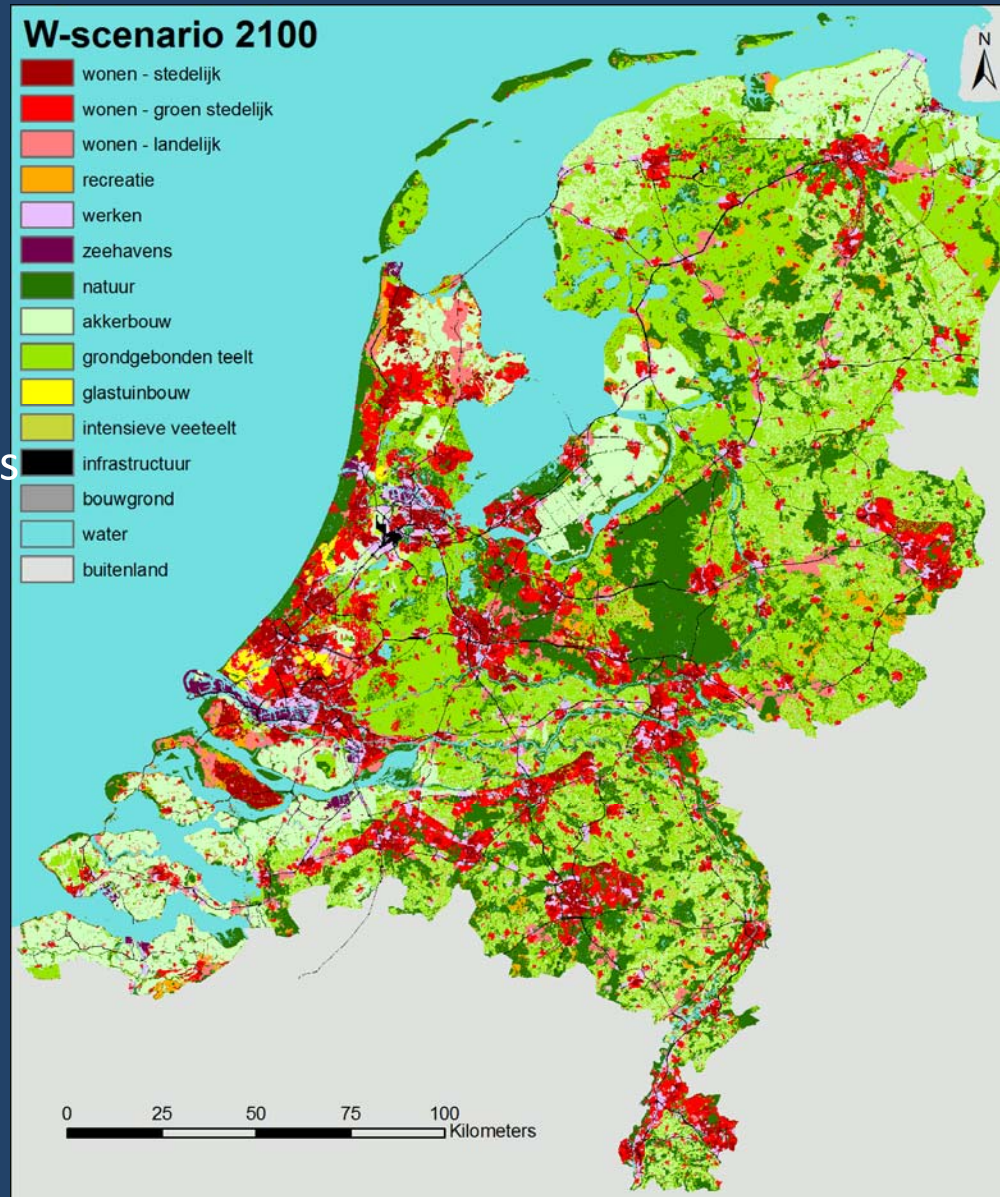 W-scenario 2100
N
wonen - stedelijk
wonen - groen stedelijk
wonen - landelijk
recreatie
werken
zeehavens
natuur
akkerbouw
grondgebonden teelt
glastuinbouw
intensieve veeteelt
s
infrastructuur
bouwgrond
water
buitenland
0 25 50 75 100
Kilometers